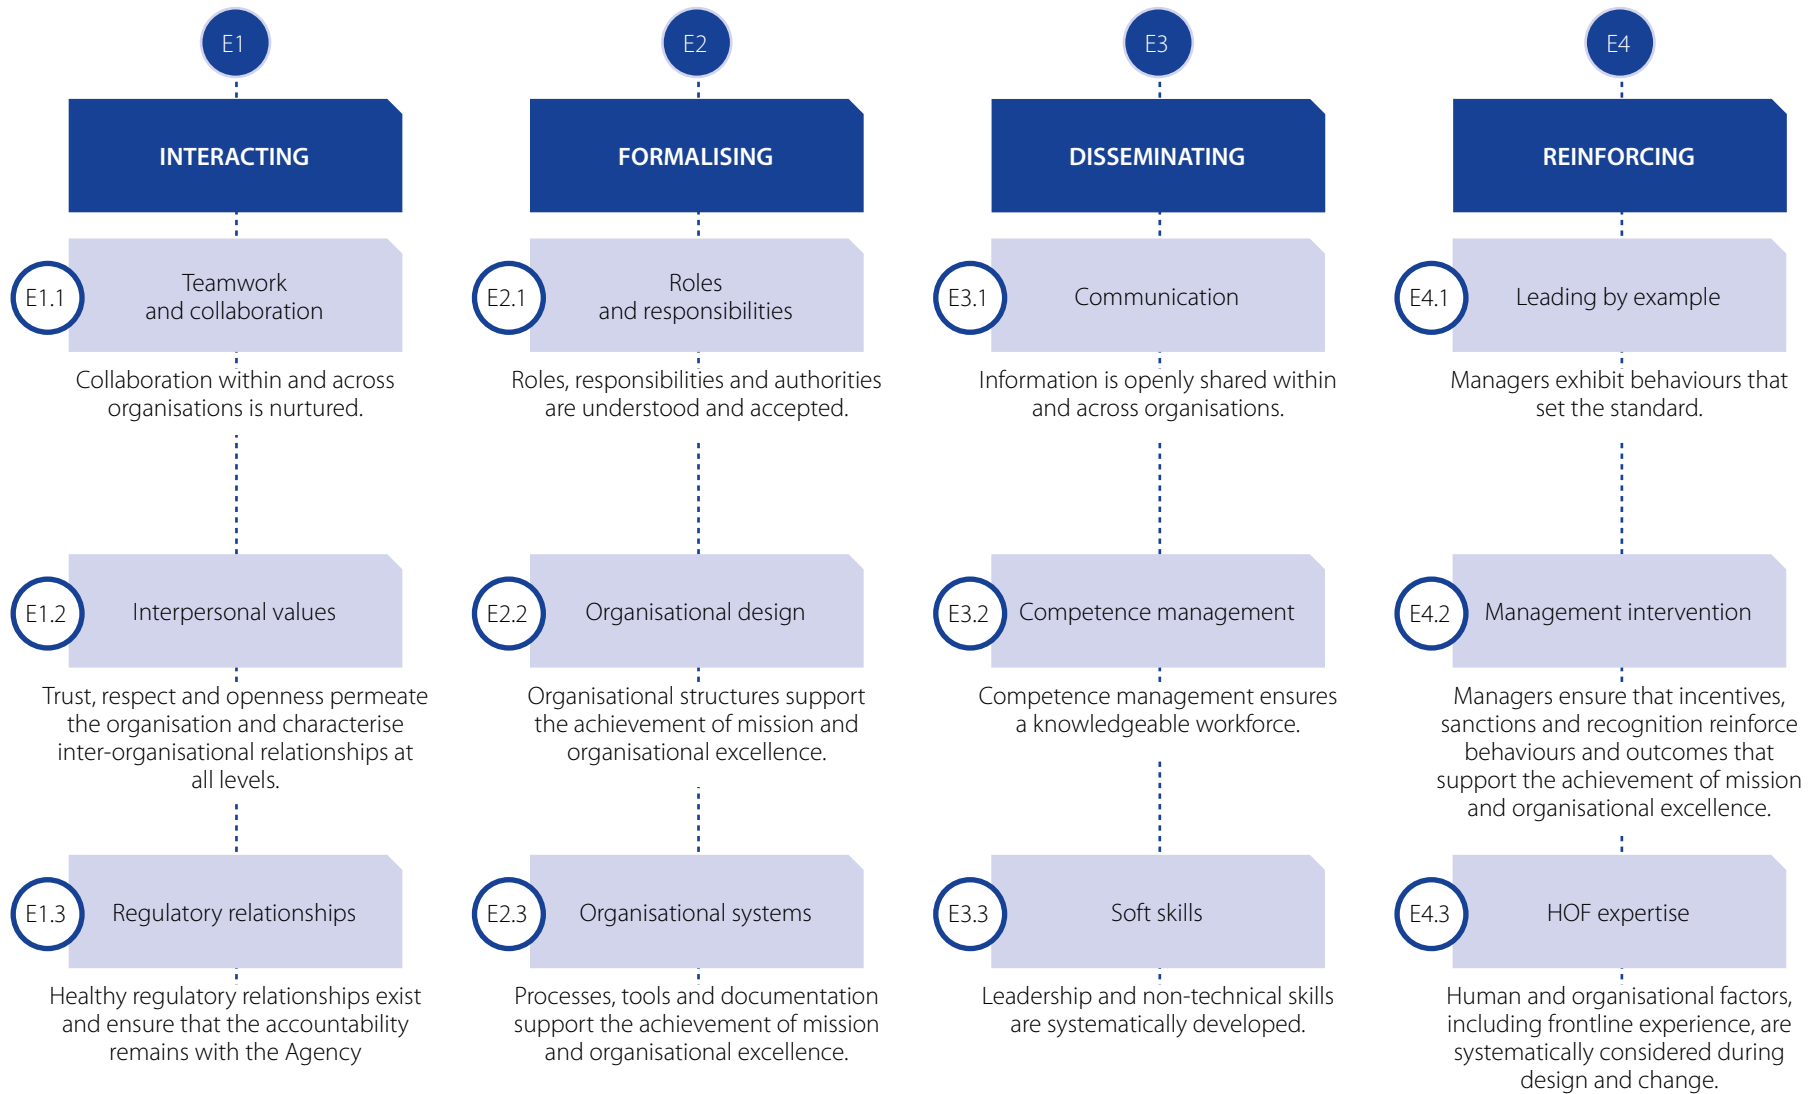 E1
INTERACTING
E1.1
Teamwork
and collaboration
Collaboration within and across
organisations is nurtured.
E1.2
Interpersonal values
Trust, respect and openness permeate
the organisation and characterise
inter-organisational relationships at
all levels.
E1.3
Regulatory relationships
Healthy regulatory relationships exist
and ensure that the accountability
remains with the Agency
E2
FORMALISING
E2.1
Roles
and responsibilities
Roles, responsibilities and authorities
are understood and accepted.
E2.2
Organisational design
Organisational structures support
the achievement of mission and
organisational excellence.
E2.3
Organisational systems
Processes, tools and documentation
support the achievement of mission
and organisational excellence.
E3
DISSEMINATING
E3.1
Communication
Information is openly shared within
and across organisations.
E3.2
Competence management
Competence management ensures
a knowledgeable workforce.
E3.3
Soft skills
Leadership and non-technical skills
are systematically developed.
E4
REINFORCING
E4.1
Leading by example
Managers exhibit behaviours that
set the standard.
E4.2
Management intervention
Managers ensure that incentives,
sanctions and recognition reinforce
behaviours and outcomes that
support the achievement of mission
and organisational excellence.
E4.3
HOF expertise
Human and organisational factors,
including frontline experience, are
systematically considered during
design and change.